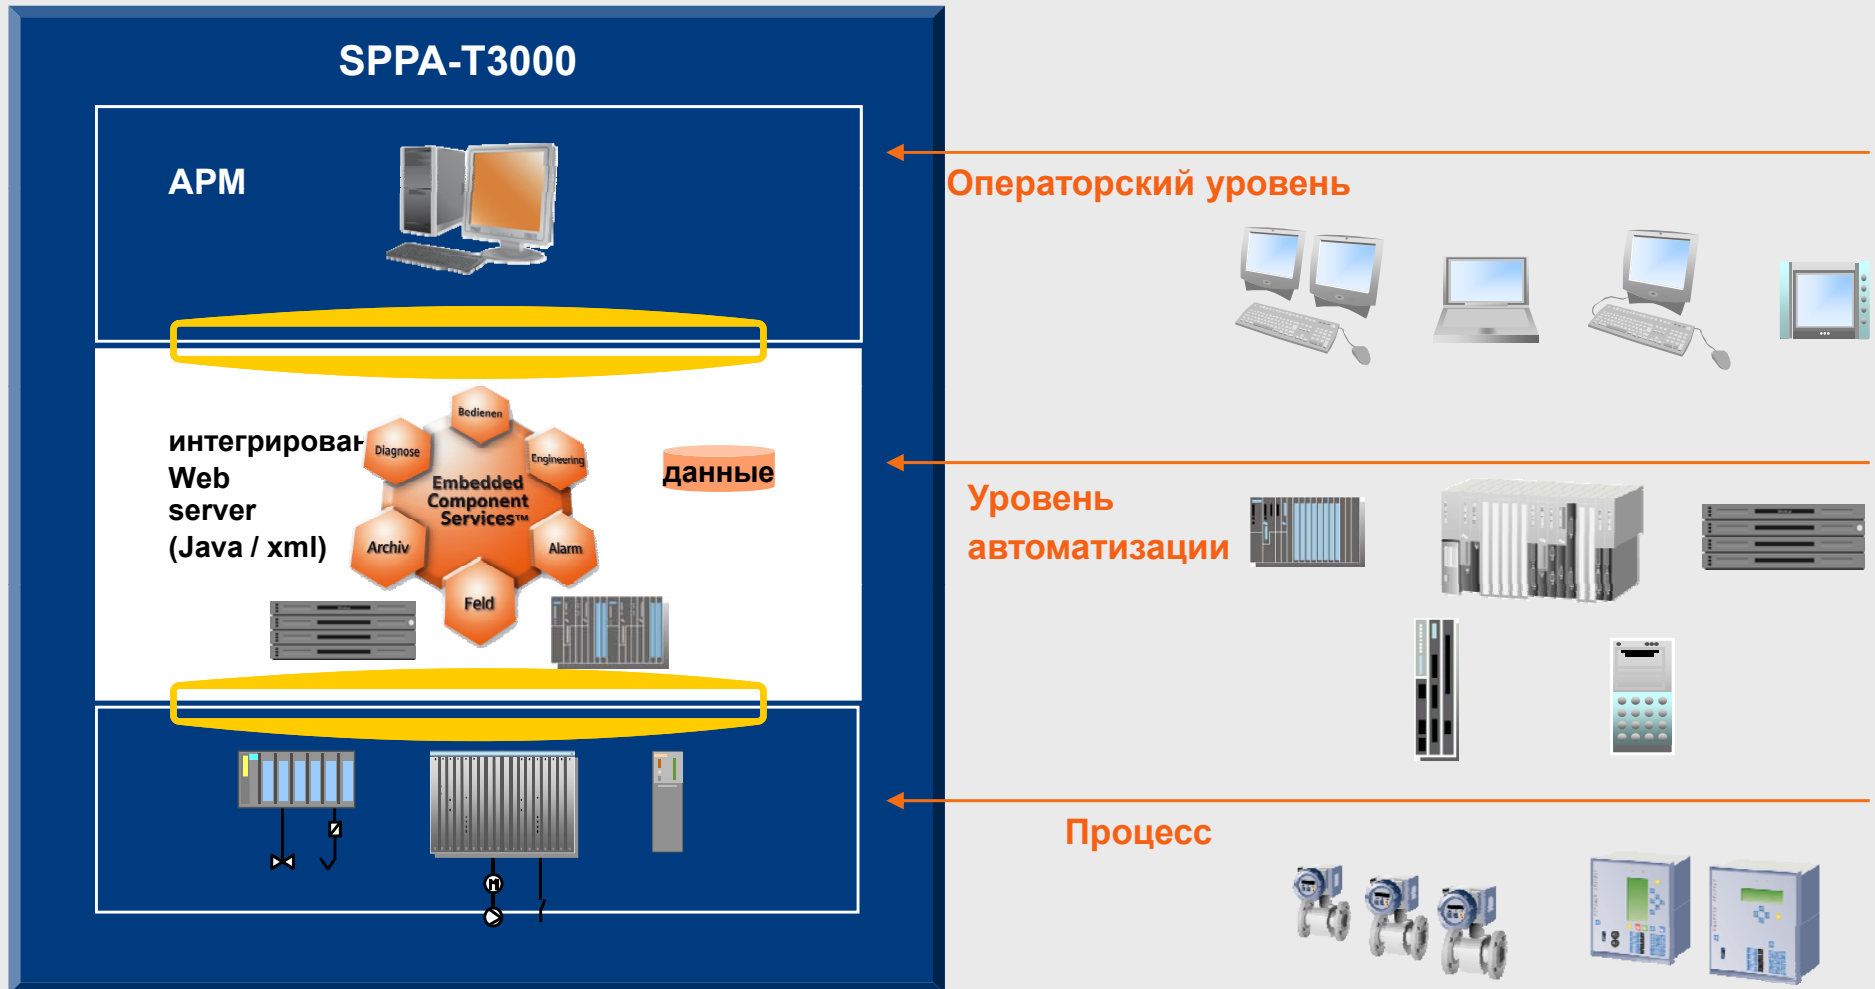 SPPA-T3000
АРМ
Операторский уровень
интегрирован
Web
server
(Java / xml)
Bedienen
Diagnose
Engineering
Embedded
Component
Services™
Archiv
Alarm
Feld
данные
Уровень
автоматизации
Процесс
M